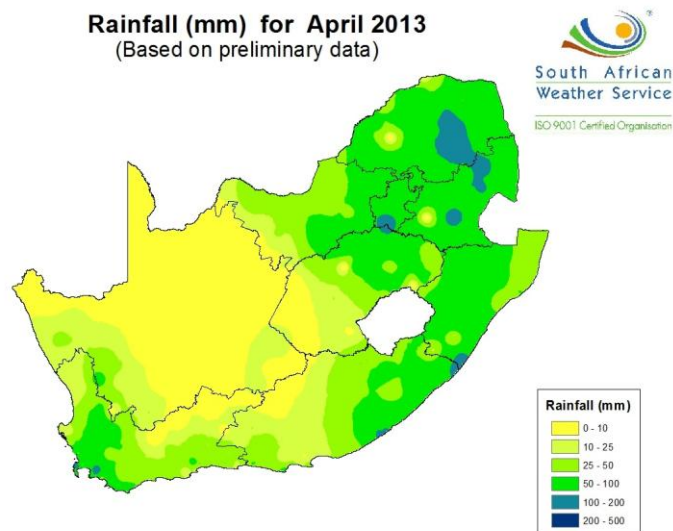 Rainfall (mm) for April 2013
(Based on preliminary data)
South African
Weather Service
ISO 9001 Certified Organisation
Rainfall (mm)
0 - 10
10 - 25
25 - 50
50 - 100
100 - 200
200 - 500